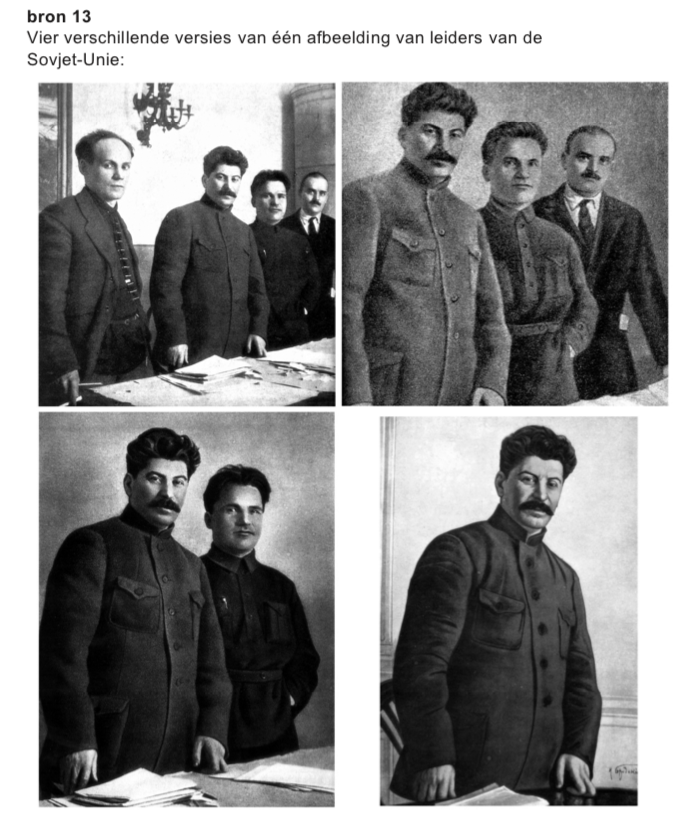 bron 13
Vier verschillende versies van één afbeelding van leiders van de
Sovjet-Unie: